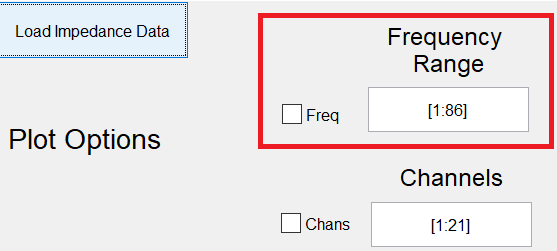 Load Impedance Data
Frequency
Range
Freq
[1:86]
Plot Options
Channels
Chans
[1:21]